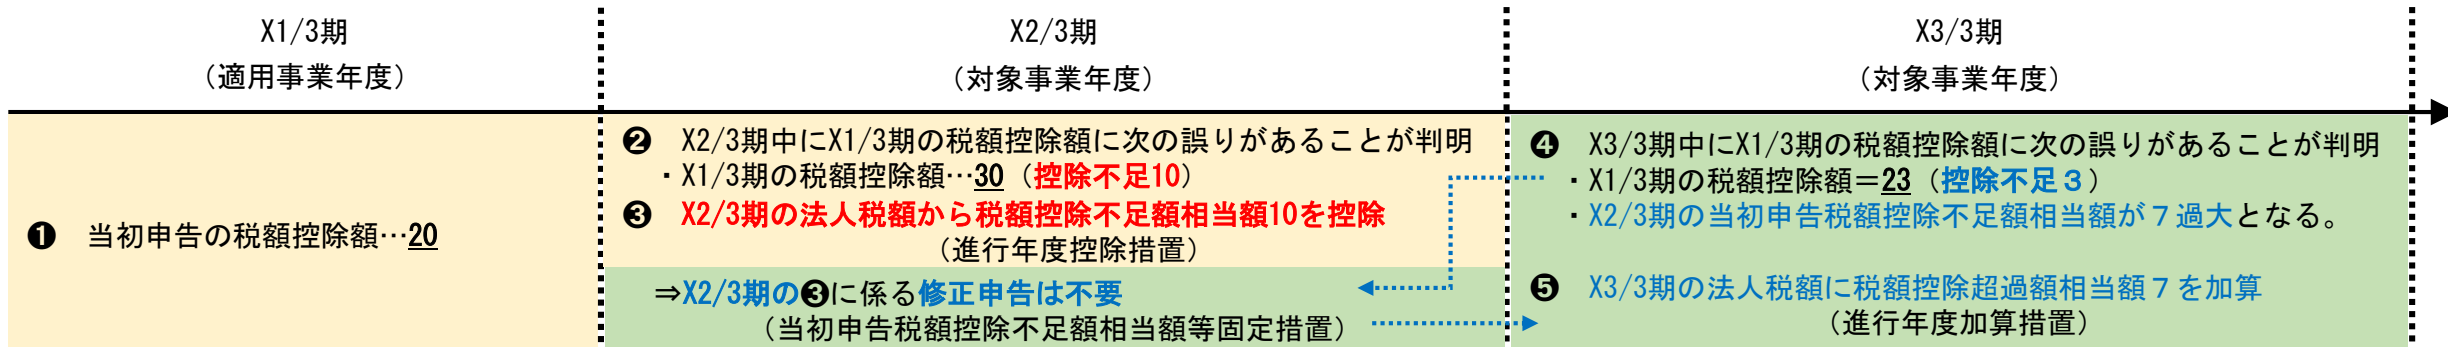 X1/3期
（適用事業年度）
❶　当初申告の税額控除額…20
X2/3期
（対象事業年度）
❷　X2/3期中にX1/3期の税額控除額に次の誤りがあることが判明
・X1/3期の税額控除額…30（控除不足10）
❸　X2/3期の法人税額から税額控除不足額相当額10を控除
（進行年度控除措置）
⇒X2/3期の❸に係る修正申告は不要
（当初申告税額控除不足額相当額等固定措置）
X3/3期
（対象事業年度）
❹　X3/3期中にX1/3期の税額控除額に次の誤りがあることが判明
・X1/3期の税額控除額＝23（控除不足３）
・X2/3期の当初申告税額控除不足額相当額が７過大となる。
❺　X3/3期の法人税額に税額控除超過額相当額７を加算
（進行年度加算措置）